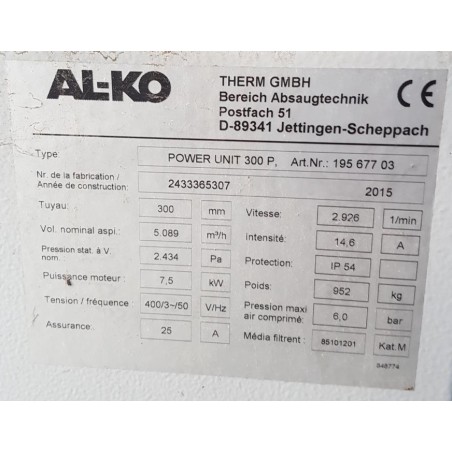 AL-KO
THERM GMBH
Bereich Absaugtechnik
Postfach 51
D-89341 Jettingen-Scheppach
CE
Type: POWER UNIT 300 P, Art.Nr.: 195 677 03
Nr. de la fabrication /
Année de construction: 2433365307 2015
Tuyau: 300 mm Vitesse: 2.926 1/min
Vol. nominal aspi.: 5.089 m³/h intensité: 14,6 A
Pression stat. à V.
nom. 2.434 Pa Protection: IP 54
Puissance moteur : 7,5 kW Poids: 952 kg
Tension / fréquence 400/3~/50 V/Hz Pression maxi
air comprimé: 6,0 bar
Assurance: 25 A Média filtrent : 85101201 Kat.M
048774